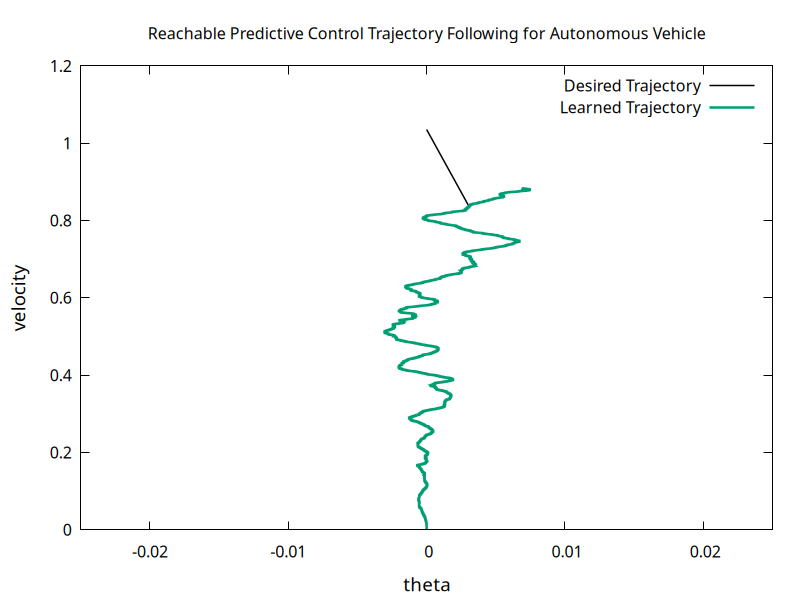 Reachable Predictive Control Trajectory Following for Autonomous Vehicle
Desired Trajectory
Learned Trajectory
1.2
1
0.8
0.6
0.4
0.2
0
velocity
-0.02
-0.01
0
0.01
0.02
theta